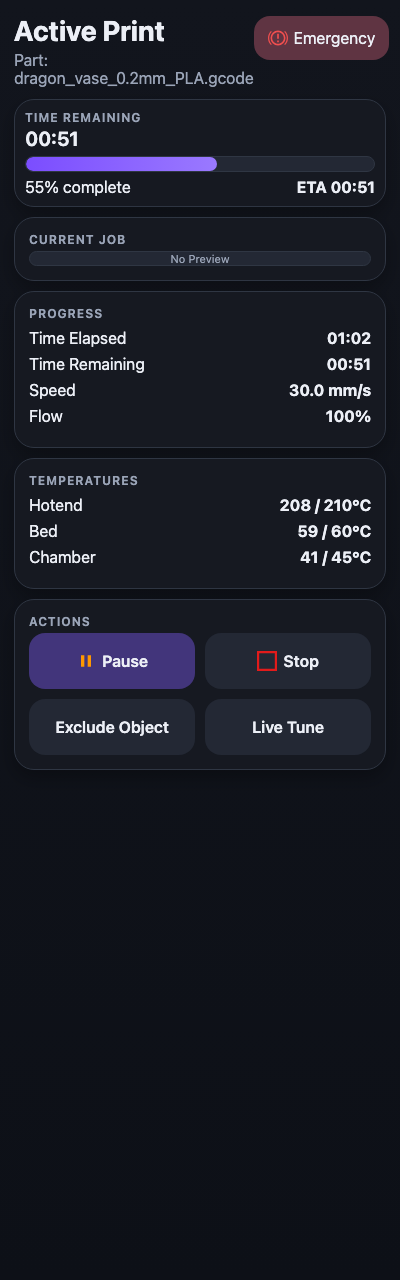 Active Print
Emergency
Part:
dragon_vase_0.2mm_PLA.gcode
TIME REMAINING
00:51
55% complete ETA 00:51
CURRENT JOB
No Preview
PROGRESS
Time Elapsed 01:02
Time Remaining 00:51
Speed 30.0 mm/s
Flow 100%
TEMPERATURES
Hotend 208 / 210°C
Bed 59 / 60°C
Chamber 41 / 45°C
ACTIONS
Pause
Stop
Exclude Object
Live Tune